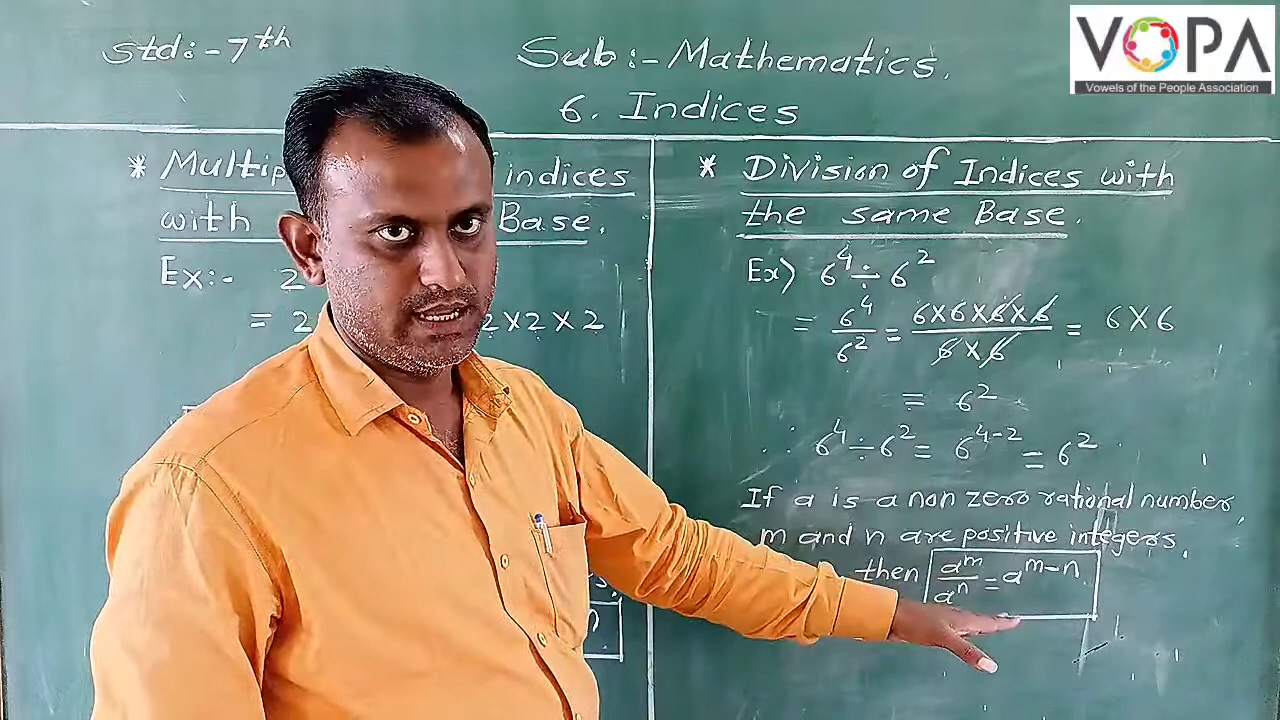 Std:- 7th
Sub:- Mathematics.
6. Indices
VOPA
Vowels of the People Association
* indices
with Base.
Ex:- 2
= 2 2 × 2 × 2
* Division of Indices with
the same Base.
Ex) 6⁴ ÷ 6²
= 6⁴/6² = 6×6×6×6/6×6 = 6×6
= 6²
∴ 6⁴ ÷ 6² = 6⁴⁻² = 6²
If a is a non zero rational number,
m and n are positive integers.
then aᵐ/aⁿ = aᵐ⁻ⁿ